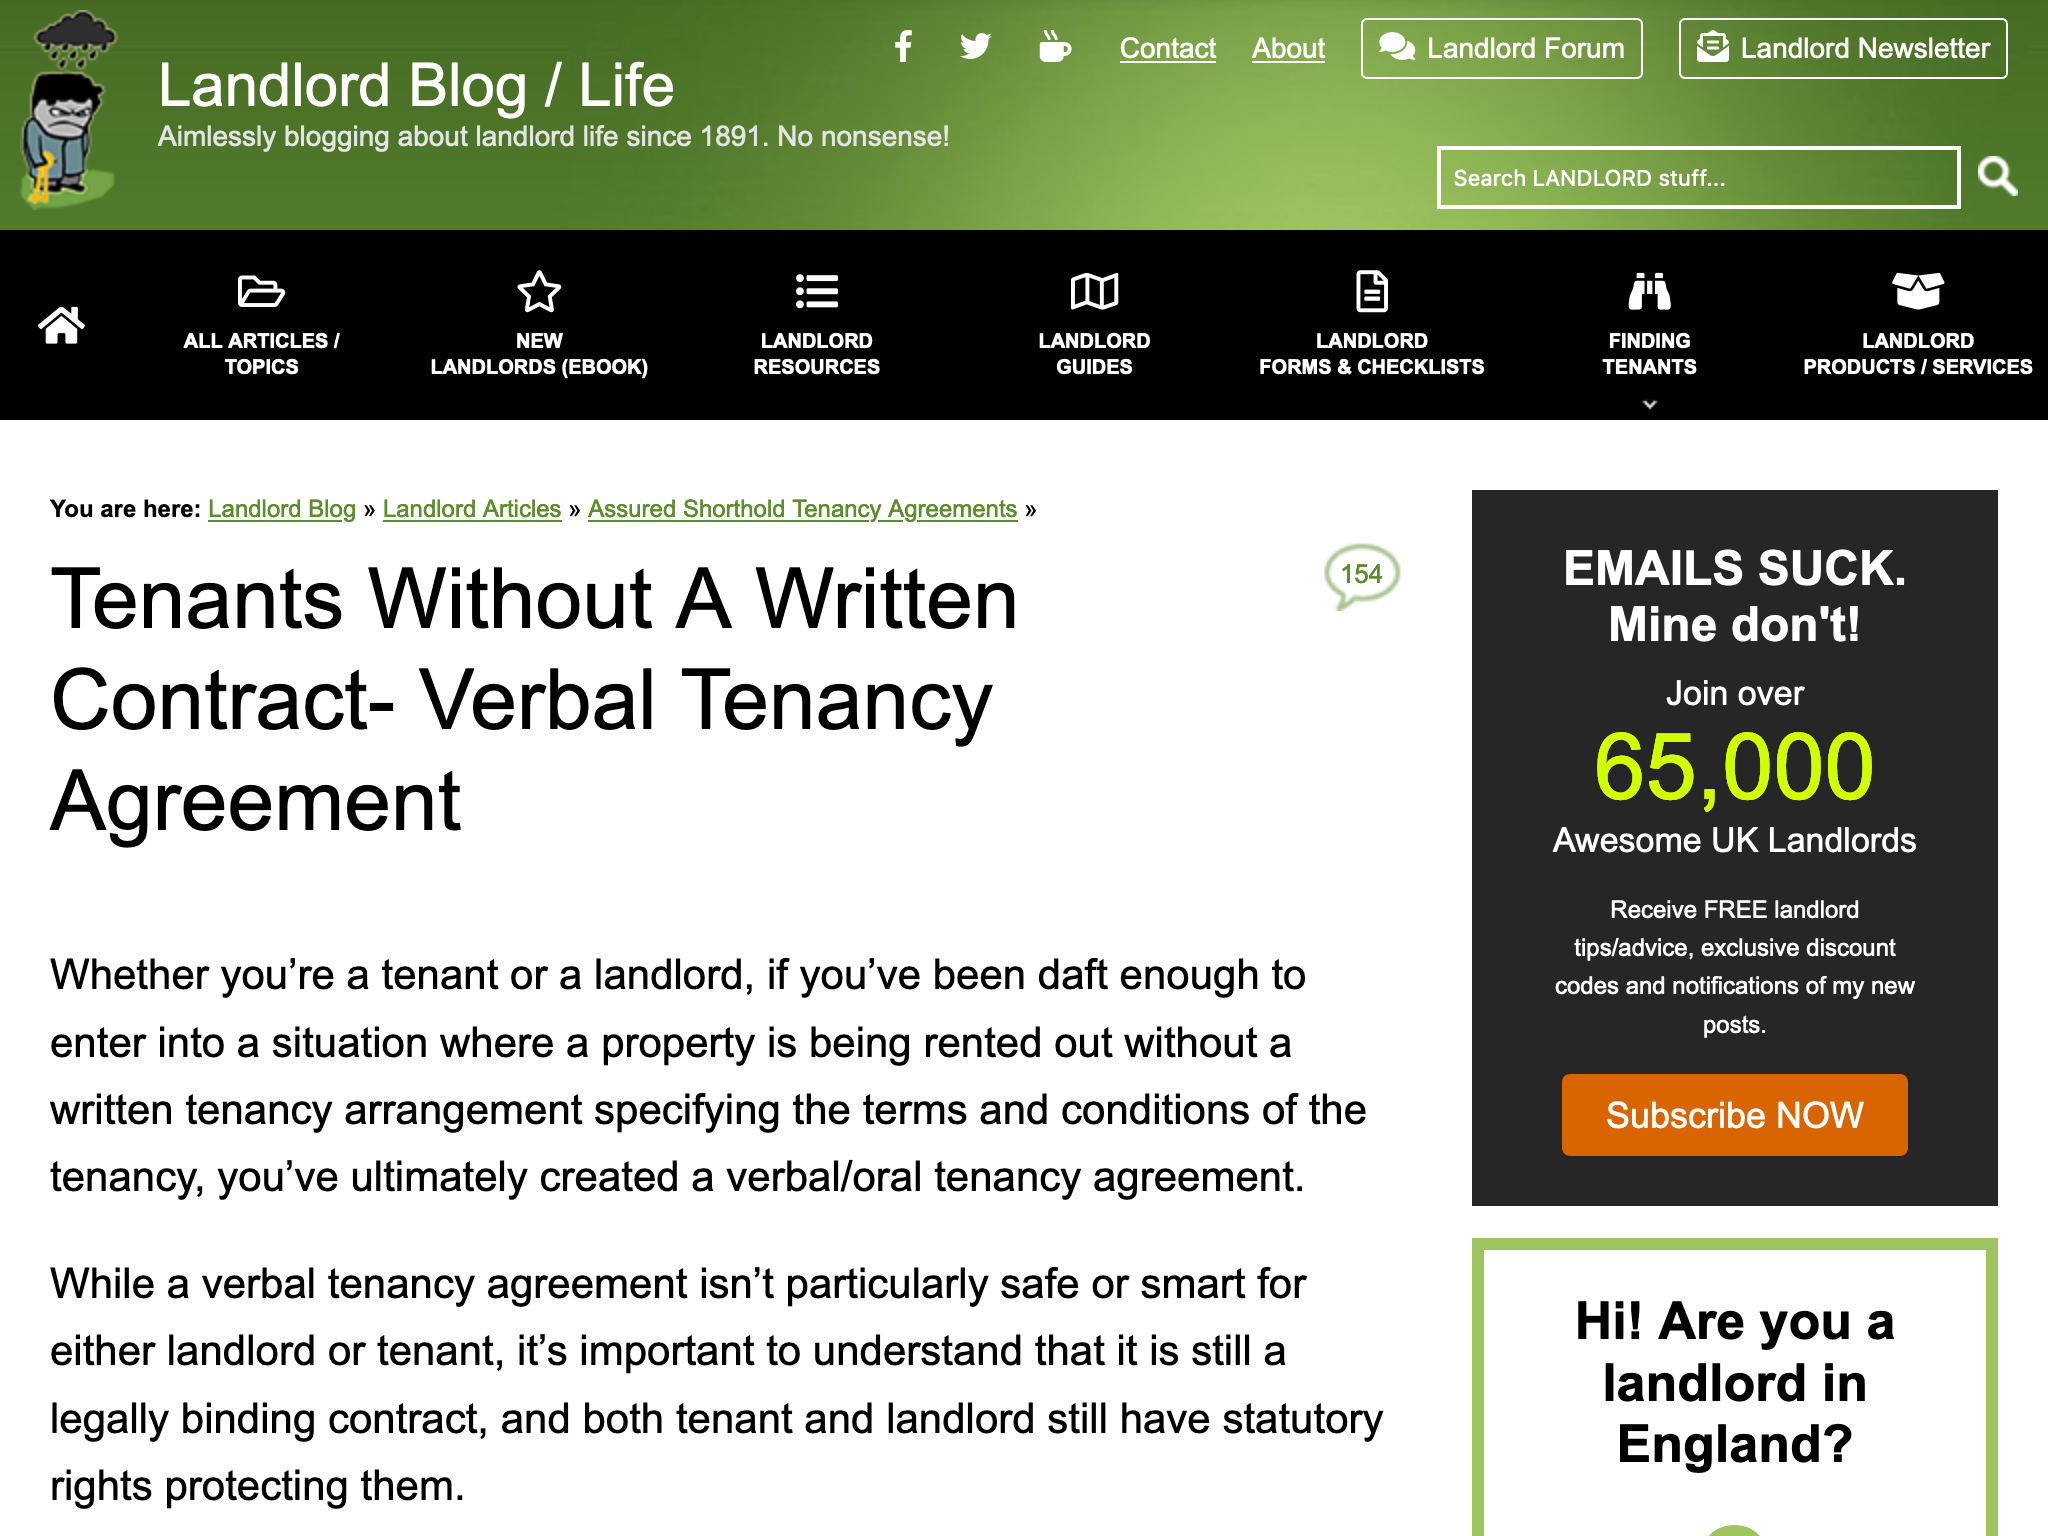 Landlord Blog / Life
Aimlessly blogging about landlord life since 1891. No nonsense!
Contact
About
Landlord Forum
Landlord Newsletter
Search LANDLORD stuff...
ALL ARTICLES /
TOPICS
NEW
LANDLORDS (EBOOK)
LANDLORD
RESOURCES
LANDLORD
GUIDES
LANDLORD
FORMS & CHECKLISTS
FINDING
TENANTS
LANDLORD
PRODUCTS / SERVICES
You are here: Landlord Blog » Landlord Articles » Assured Shorthold Tenancy Agreements »
Tenants Without A Written
Contract- Verbal Tenancy
Agreement
154
Whether you’re a tenant or a landlord, if you’ve been daft enough to
enter into a situation where a property is being rented out without a
written tenancy arrangement specifying the terms and conditions of the
tenancy, you’ve ultimately created a verbal/oral tenancy agreement.
While a verbal tenancy agreement isn’t particularly safe or smart for
either landlord or tenant, it’s important to understand that it is still a
legally binding contract, and both tenant and landlord still have statutory
rights protecting them.
EMAILS SUCK.
Mine don't!
Join over
65,000
Awesome UK Landlords
Receive FREE landlord
tips/advice, exclusive discount
codes and notifications of my new
posts.
Subscribe NOW
Hi! Are you a
landlord in
England?